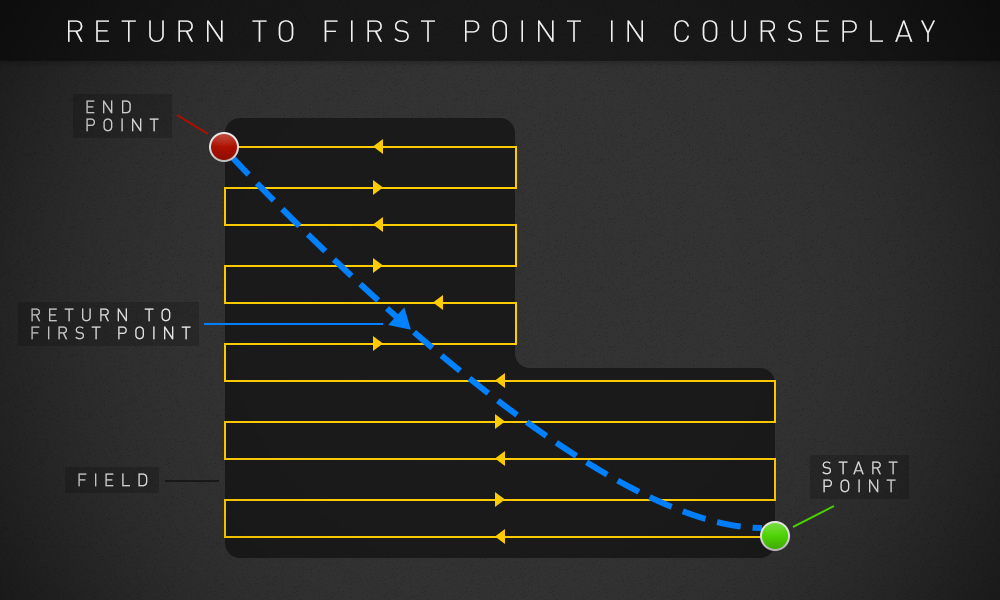 RETURN TO FIRST POINT IN COURSEPLAY
END
POINT
RETURN TO
FIRST POINT
FIELD
START
POINT